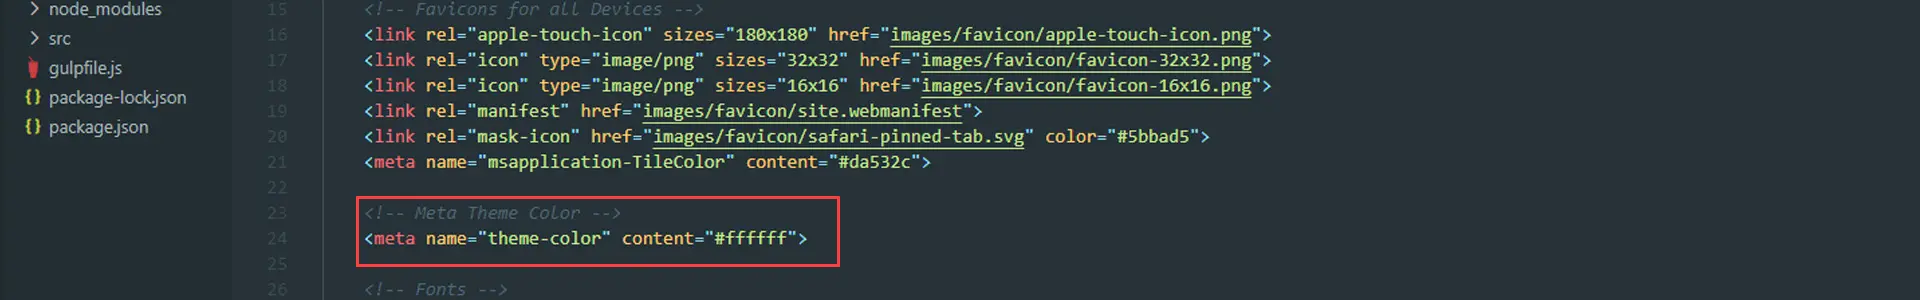 node_modules
src
gulpfile.js
package-lock.json
package.json
15 <!-- Favicons for all Devices -->
16 <link rel="apple-touch-icon" sizes="180x180" href="images/favicon/apple-touch-icon.png">
17 <link rel="icon" type="image/png" sizes="32x32" href="images/favicon/favicon-32x32.png">
18 <link rel="icon" type="image/png" sizes="16x16" href="images/favicon/favicon-16x16.png">
19 <link rel="manifest" href="images/favicon/site.webmanifest">
20 <link rel="mask-icon" href="images/favicon/safari-pinned-tab.svg" color="#5bbad5">
21 <meta name="msapplication-TileColor" content="#da532c">
22
23 <!-- Meta Theme Color -->
24 <meta name="theme-color" content="#ffffff">
25
26 <!-- Fonts -->